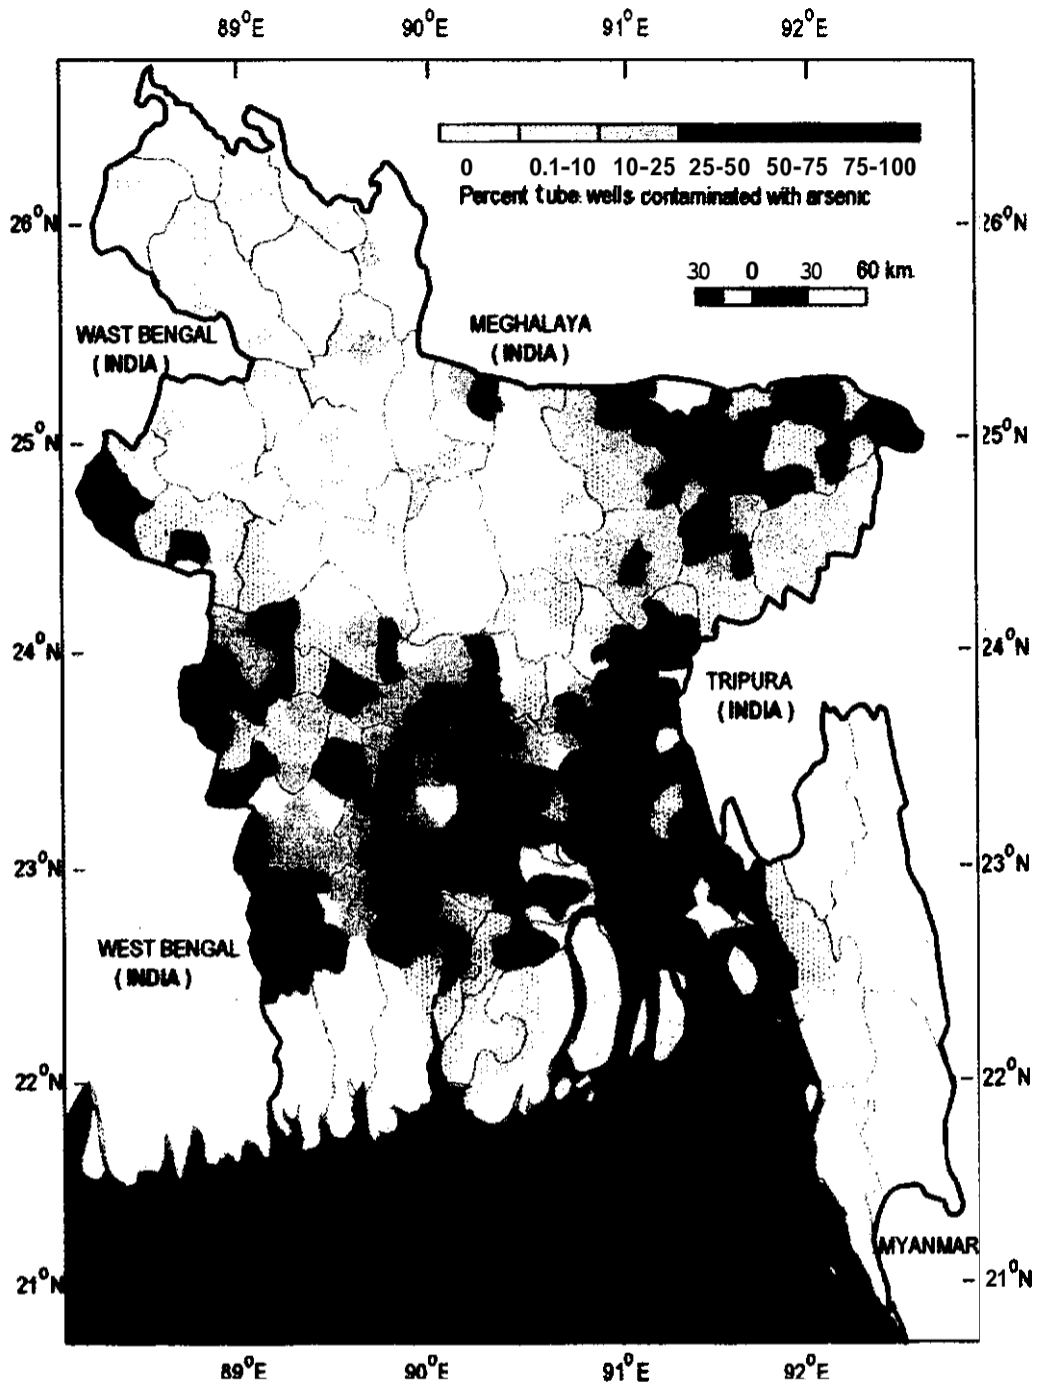 89°E 90°E 91°E 92°E
0 0.1-10 10-25 25-50 50-75 75-100
Percent tube wells contaminated with arsenic
26°N 26°N
30 0 30 60 km
WAST BENGAL
(INDIA)
MEGHALAYA
(INDIA)
25°N 25°N
24°N 24°N
TRIPURA
(INDIA)
23°N 23°N
WEST BENGAL
(INDIA)
22°N 22°N
MYANMAR
21°N 21°N
89°E 90°E 91°E 92°E